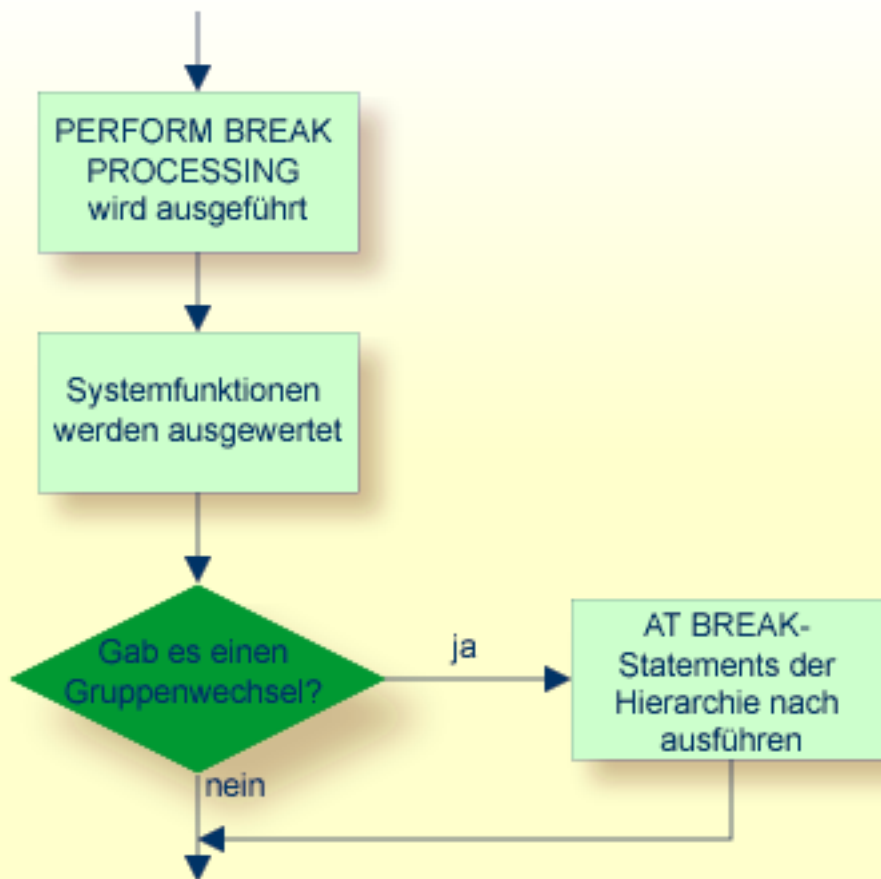 PERFORM BREAK
PROCESSING
wird ausgeführt
Systemfunktionen
werden ausgewertet
Gab es einen
Gruppenwechsel?
ja
AT BREAK-
Statements der
Hierarchie nach
ausführen
nein